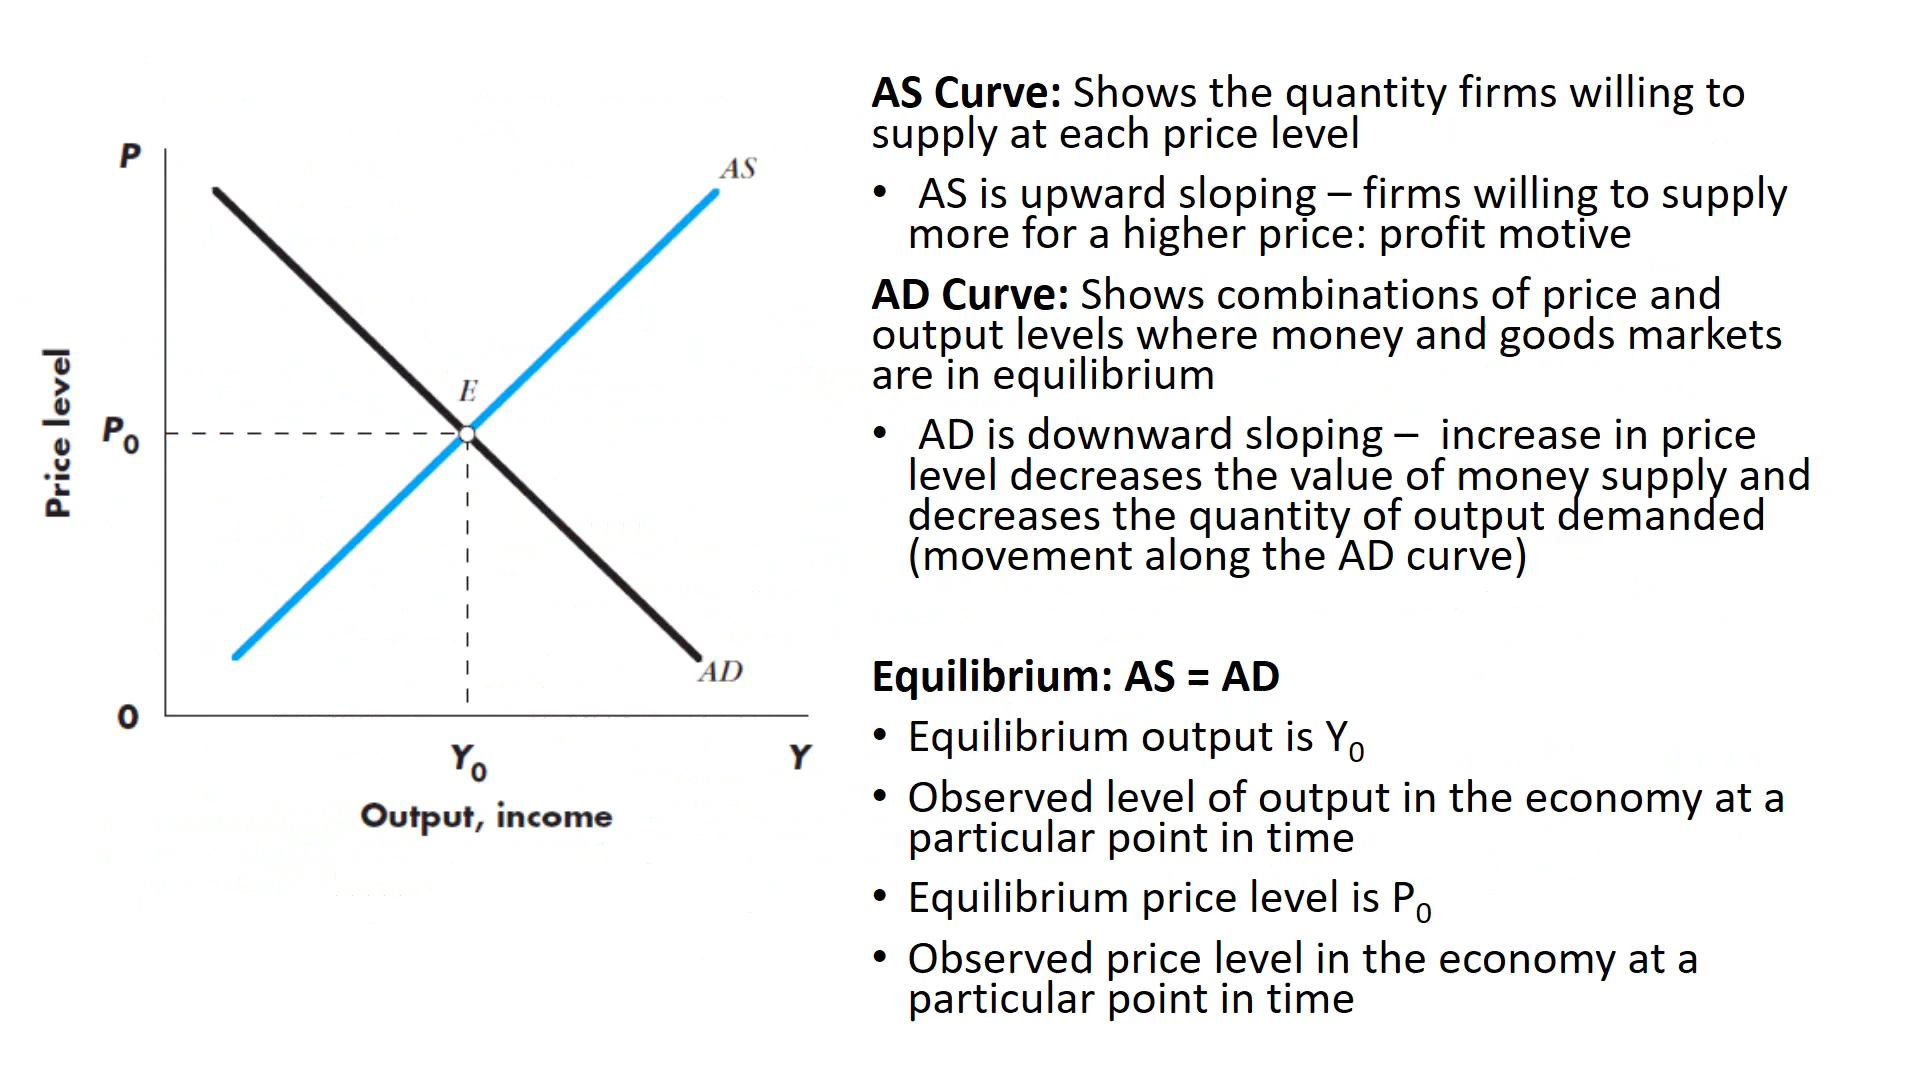 P
AS
E
P0
Price level
AD
0
Y0
Y
Output, income
AS Curve: Shows the quantity firms willing to
supply at each price level
• AS is upward sloping – firms willing to supply
more for a higher price: profit motive
AD Curve: Shows combinations of price and
output levels where money and goods markets
are in equilibrium
• AD is downward sloping – increase in price
level decreases the value of money supply and
decreases the quantity of output demanded
(movement along the AD curve)
Equilibrium: AS = AD
• Equilibrium output is Y0
• Observed level of output in the economy at a
particular point in time
• Equilibrium price level is P0
• Observed price level in the economy at a
particular point in time